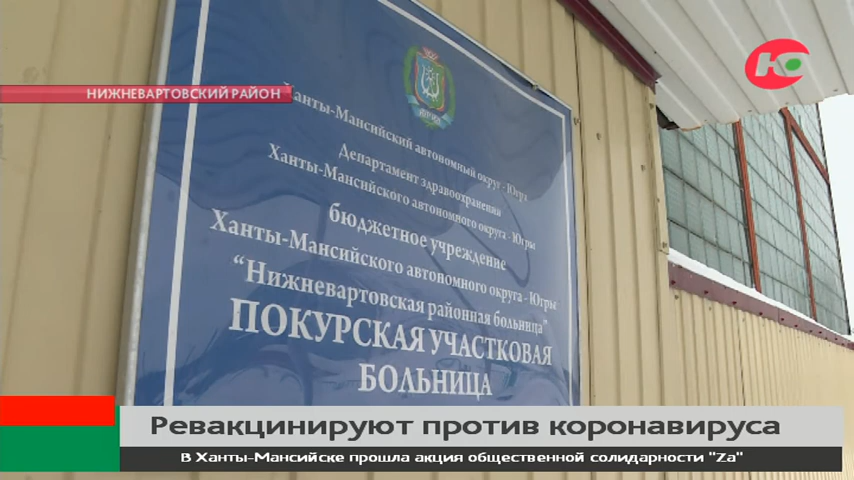 НИЖНЕВАРТОВСКИЙ РАЙОН
Ханты-Мансийский автономный округ - Югра
Департамент здравоохранения
Ханты-Мансийского автономного округа - Югры
бюджетное учреждение
Ханты-Мансийского автономного округа - Югры
“Нижневартовская районная больница”
ПОКУРСКАЯ УЧАСТКОВАЯ
БОЛЬНИЦА
Ревакцинируют против коронавируса
В Ханты-Мансийске прошла акция общественной солидарности "Za"